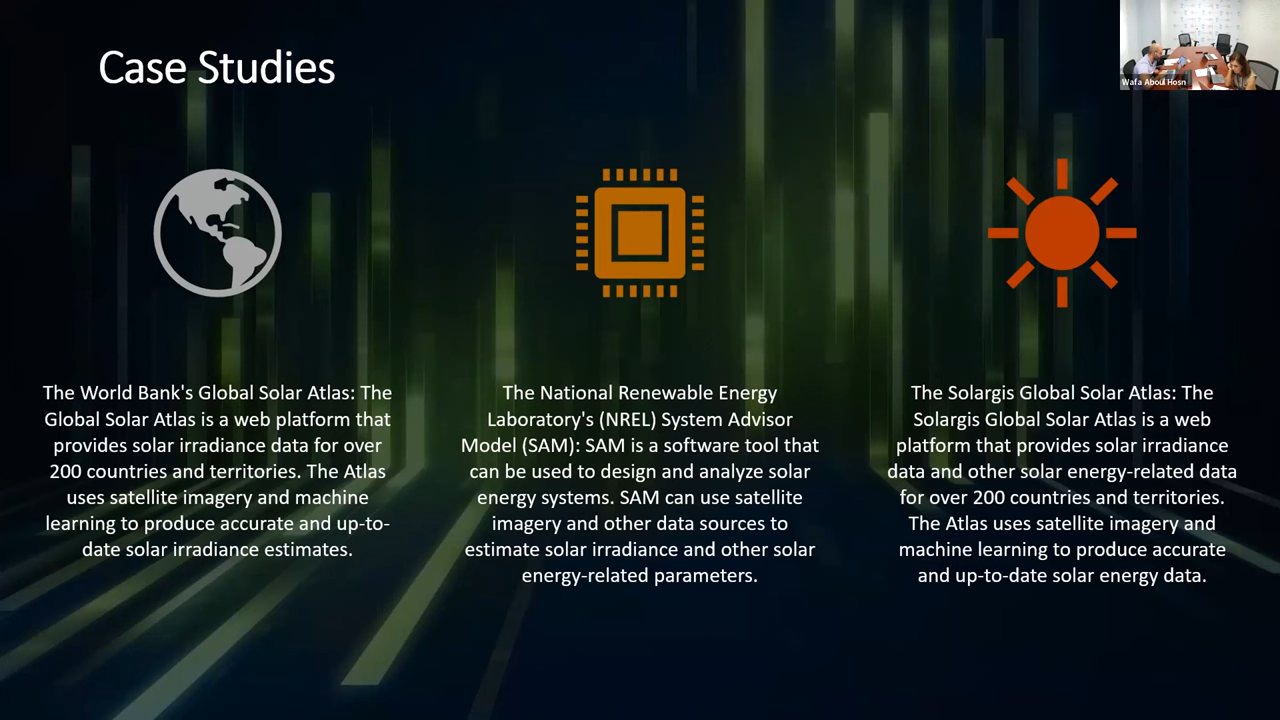 Case Studies
Wafa Aboul Hosn
The World Bank's Global Solar Atlas: The
Global Solar Atlas is a web platform that
provides solar irradiance data for over
200 countries and territories. The Atlas
uses satellite imagery and machine
learning to produce accurate and up-to-
date solar irradiance estimates.
The National Renewable Energy
Laboratory's (NREL) System Advisor
Model (SAM): SAM is a software tool that
can be used to design and analyze solar
energy systems. SAM can use satellite
imagery and other data sources to
estimate solar irradiance and other solar
energy-related parameters.
The Solargis Global Solar Atlas: The
Solargis Global Solar Atlas is a web
platform that provides solar irradiance
data and other solar energy-related data
for over 200 countries and territories.
The Atlas uses satellite imagery and
machine learning to produce accurate
and up-to-date solar energy data.